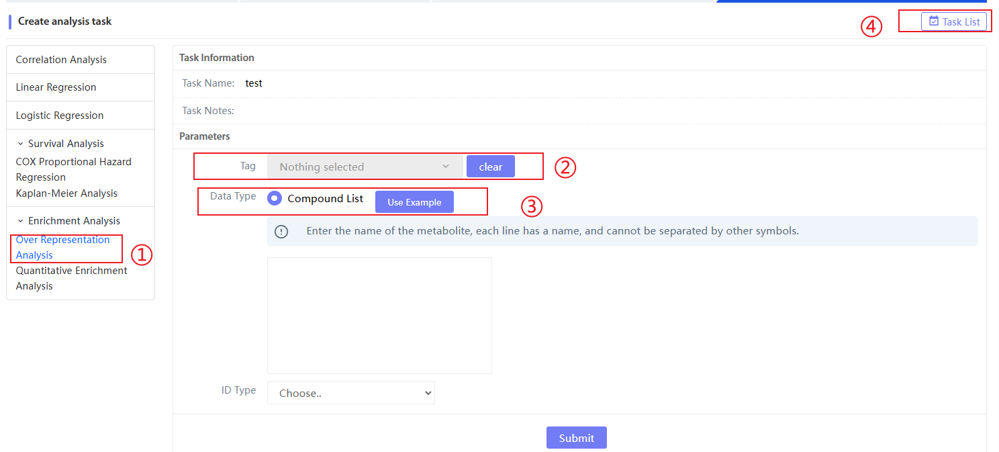 Create analysis task
④
Task List
Correlation Analysis
Linear Regression
Logistic Regression
Survival Analysis
COX Proportional Hazard
Regression
Kaplan-Meier Analysis
Enrichment Analysis
Over Representation
Analysis
①
Quantitative Enrichment
Analysis
Task Information
Task Name: test
Task Notes:
Parameters
Tag Nothing selected clear
②
Data Type Compound List Use Example
③
Enter the name of the metabolite, each line has a name, and cannot be separated by other symbols.
ID Type Choose..
Submit